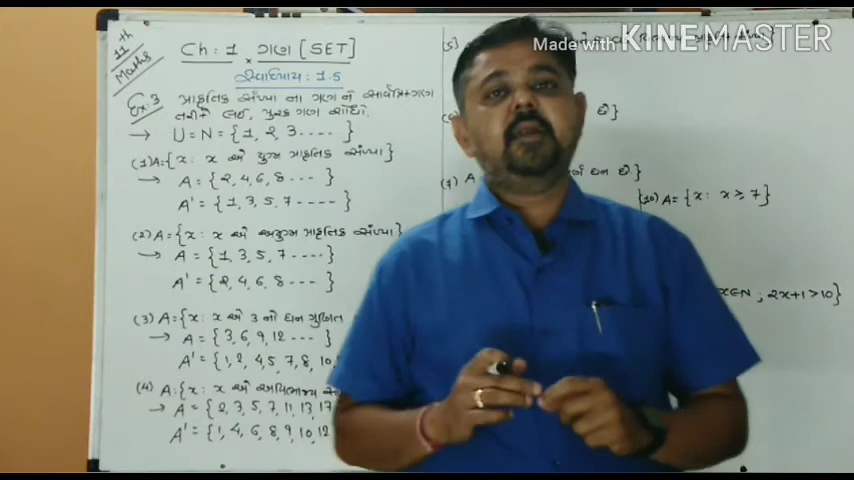 11th
Maths
Ch: 1 ગણ [SET]
સ્વાધ્યાય: 1.5
Ex: 3 પ્રાકૃતિક સંખ્યા ના ગણ ને સાર્વત્રિક ગણ
તરીકે લઇ, પુરક ગણ શોધો.
→ U = N = {1, 2, 3 .... }
(1) A = {x : x એ યુગ્મ પ્રાકૃતિક સંખ્યા}
→ A = {2, 4, 6, 8 ... }
A' = {1, 3, 5, 7 ---- }
(2) A = {x : x એ અયુગ્મ પ્રાકૃતિક સંખ્યા}
→ A = {1, 3, 5, 7 .... }
A' = {2, 4, 6, 8 --- }
(3) A = {x : x એ 3 નો ધન ગુણિત
→ A = {3, 6, 9, 12 --- }
A' = {1, 2, 4, 5, 7, 8, 10,
(4) A : {x : x એ અવિભાજ્ય
→ A = {2, 3, 5, 7, 11, 13, 17
A' = {1, 4, 6, 8, 9, 10, 12
(5)
છે}
(7) A
ઘન છે}
(10) A = {x : x ≥ 7}
x∈N ; 2x+1 > 10}
Made with KINEMASTER